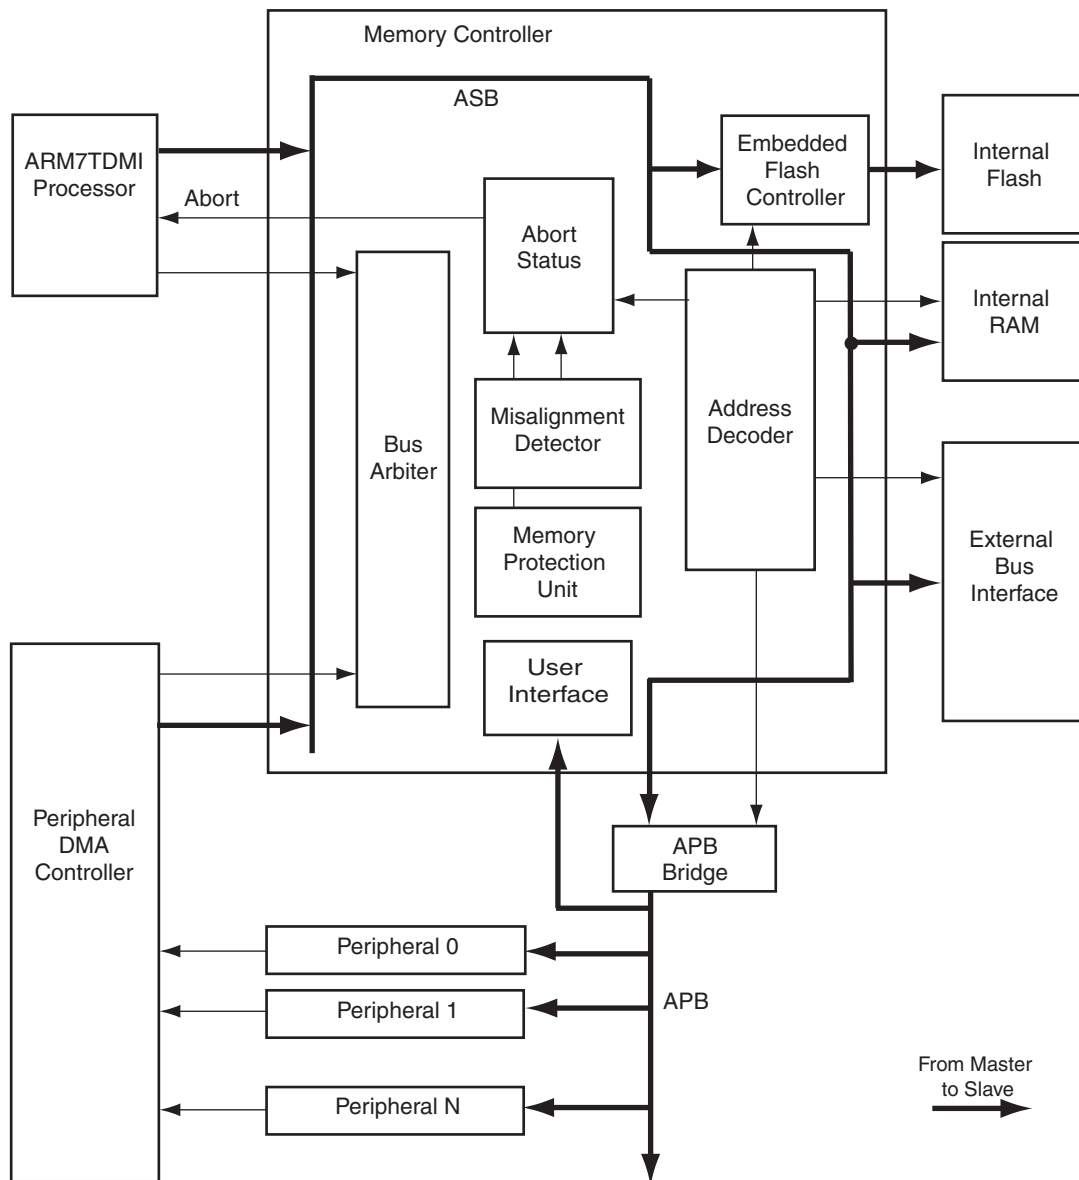 Memory Controller
ASB
ARM7TDMI
Processor
Abort
Embedded
Flash
Controller
Internal
Flash
Abort
Status
Internal
RAM
Misalignment
Detector
Address
Decoder
Bus
Arbiter
Memory
Protection
Unit
External
Bus
Interface
User
Interface
Peripheral
DMA
Controller
APB
Bridge
Peripheral 0
Peripheral 1
APB
Peripheral N
From Master
to Slave